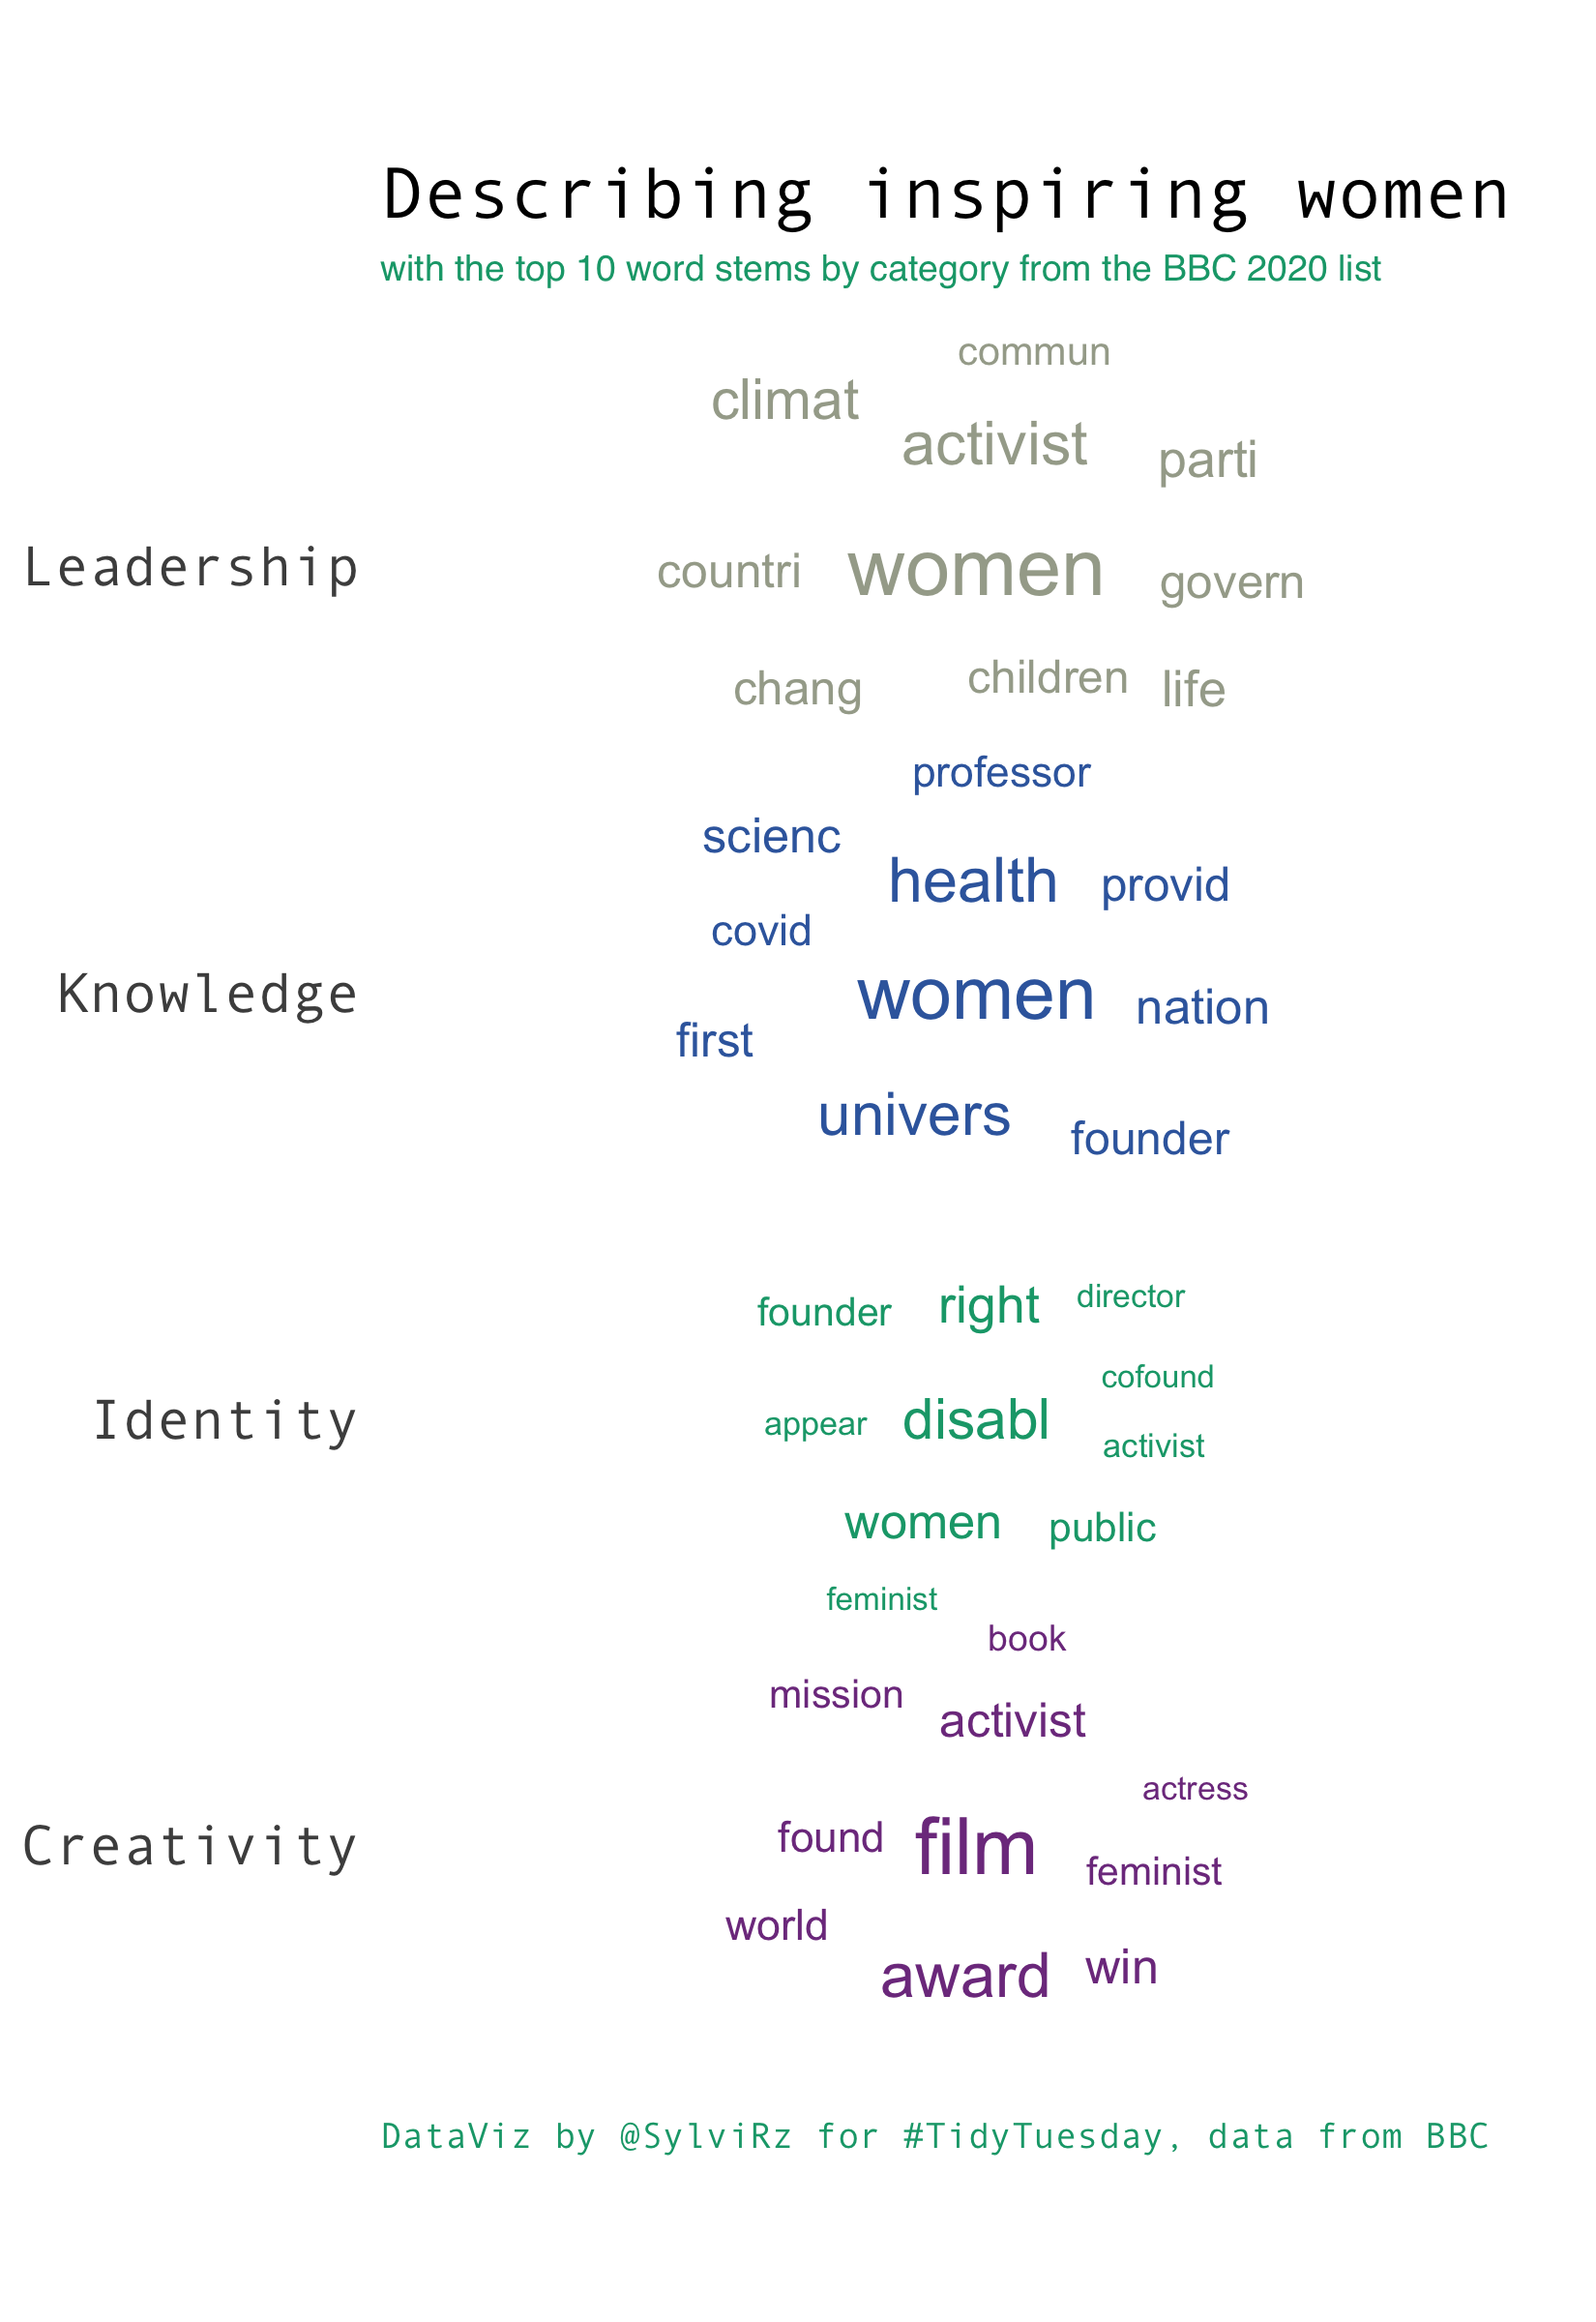 Describing inspiring women
with the top 10 word stems by category from the BBC 2020 list
commun
climat
activist
parti
Leadership
countri women govern
chang children life
professor
scienc
health provid
covid
Knowledge
women nation
first
univers
founder
founder right director
cofound
Identity
appear disabl
activist
women public
feminist
book
mission
activist
actress
Creativity
found film
feminist
world
award win
DataViz by @SylviRz for #TidyTuesday, data from BBC